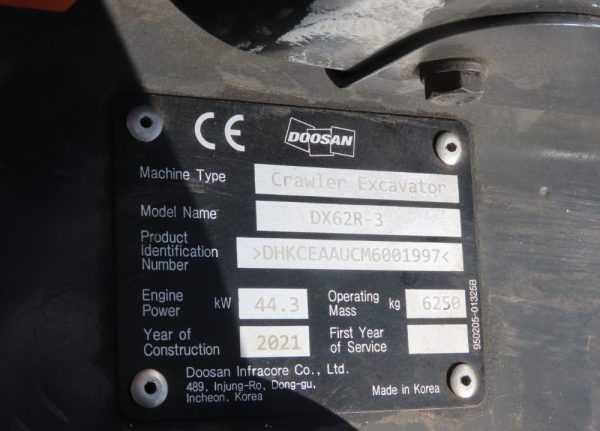 CE DOOSAN
Machine Type Crawler Excavator
Model Name DX62R-3
Product
Identification >DHKCEAAUCM6001997<
Number
Engine Operating
Power kW 44.3 Mass kg 6250
Year of First Year
Construction 2021 of Service
950205-01325B
Doosan Infracore Co., Ltd.
489, Injung-Ro, Dong-gu,
Incheon, Korea Made in Korea